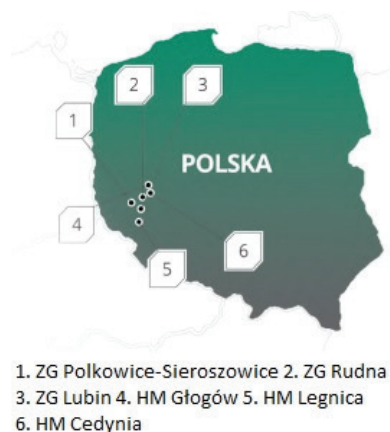 2
3
1
POLSKA
4
6
5
1. ZG Polkowice-Sieroszowice 2. ZG Rudna
3. ZG Lubin 4. HM Głogów 5. HM Legnica
6. HM Cedynia